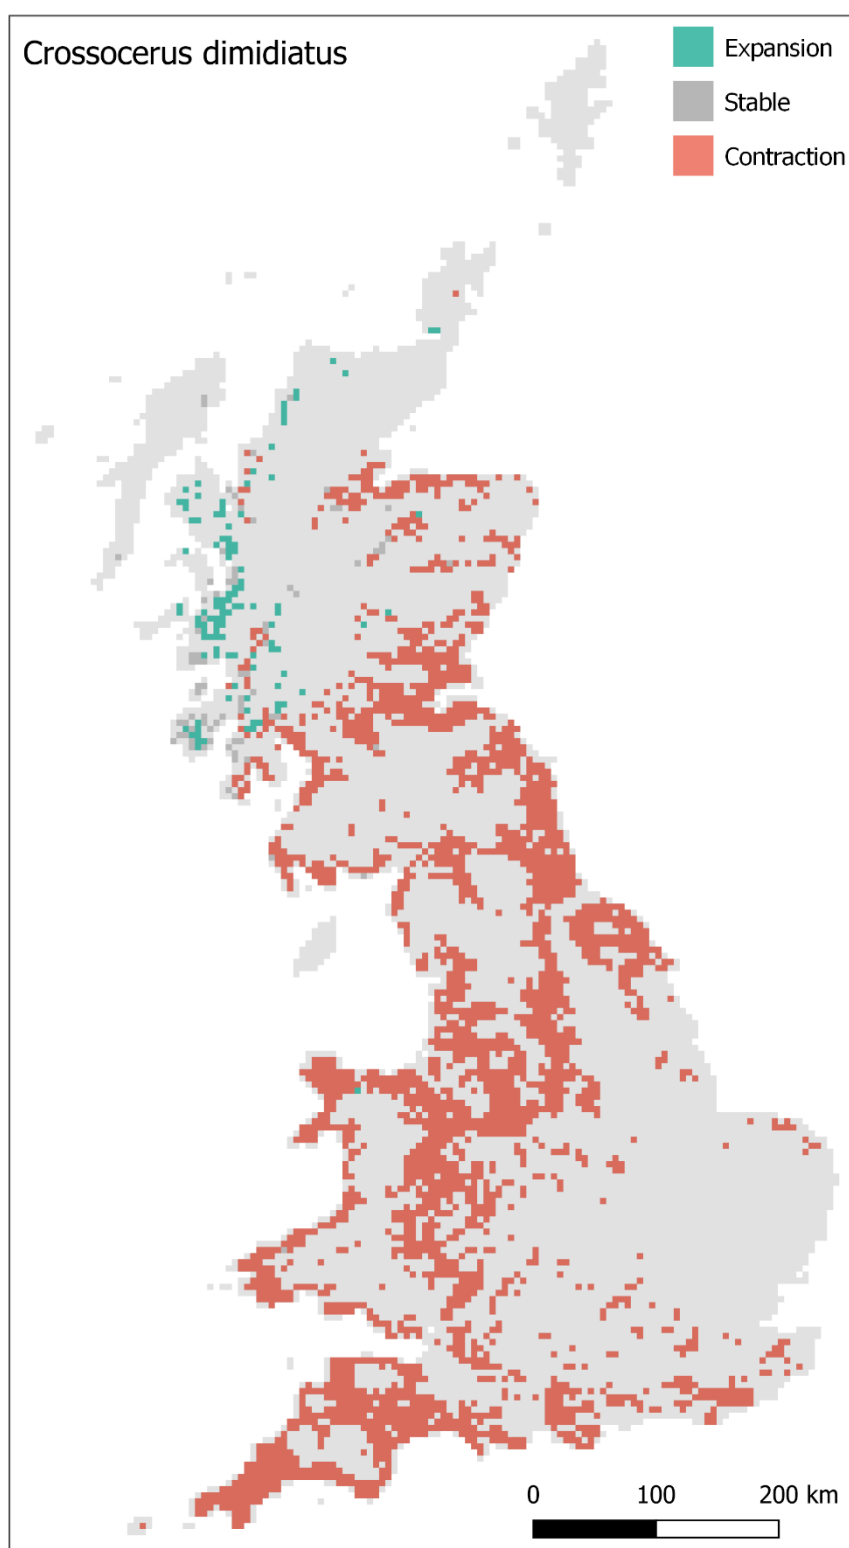 Crossocerus dimidiatus
Expansion
Stable
Contraction
0 100 200 km